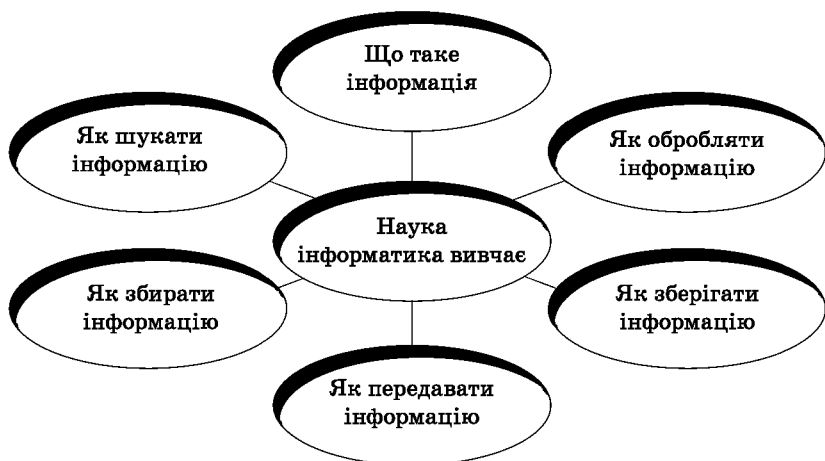 Що таке
інформація
Як шукати
інформацію
Як обробляти
інформацію
Наука
інформатика вивчає
Як збирати
інформацію
Як зберігати
інформацію
Як передавати
інформацію